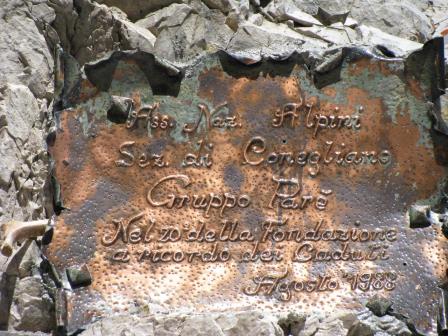 Ass. Naz. Alpini
Sez. di Conegliano
Gruppo Parè
Nel 20 della Fondazione
a ricordo dei Caduti
Agosto 1988